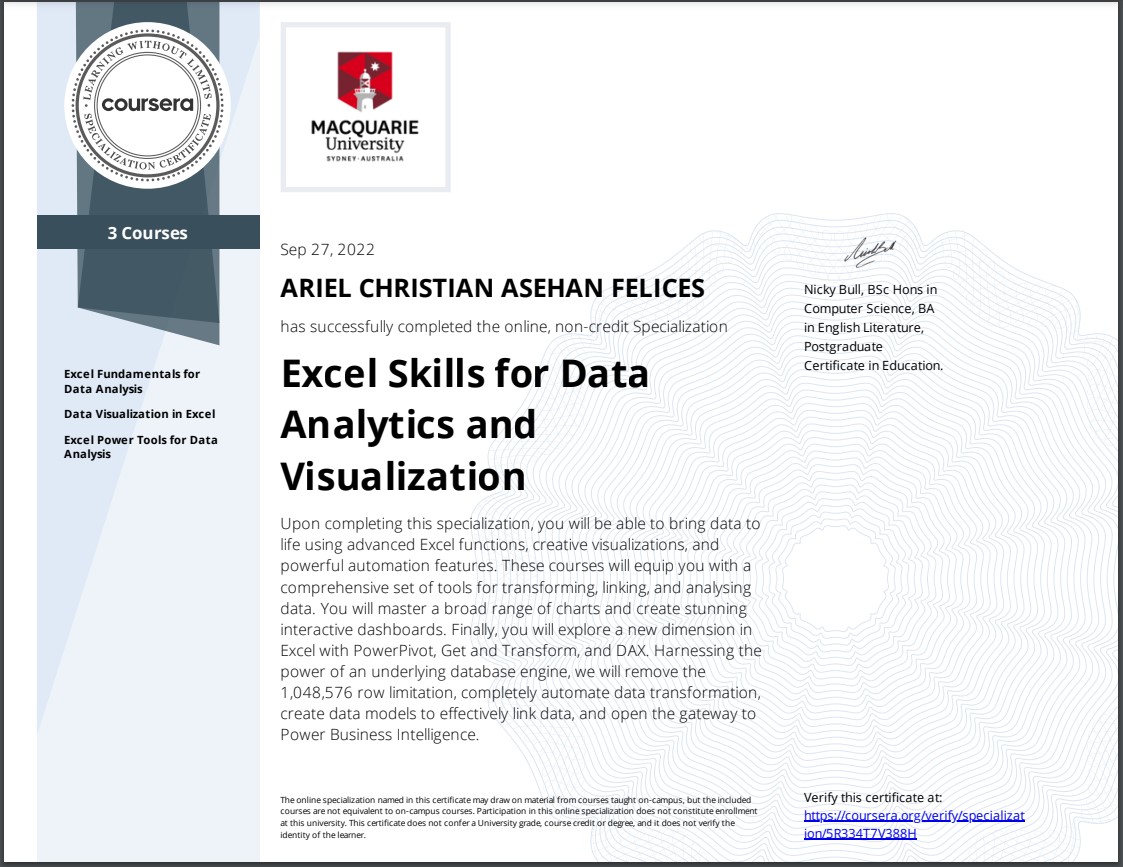 LEARNING WITHOUT LIMITS
coursera
SPECIALIZATION CERTIFICATE
3 Courses
Excel Fundamentals for
Data Analysis
Data Visualization in Excel
Excel Power Tools for Data
Analysis
MACQUARIE
University
SYDNEY·AUSTRALIA
Sep 27, 2022
ARIEL CHRISTIAN ASEHAN FELICES
has successfully completed the online, non-credit Specialization
Excel Skills for Data
Analytics and
Visualization
Upon completing this specialization, you will be able to bring data to
life using advanced Excel functions, creative visualizations, and
powerful automation features. These courses will equip you with a
comprehensive set of tools for transforming, linking, and analysing
data. You will master a broad range of charts and create stunning
interactive dashboards. Finally, you will explore a new dimension in
Excel with PowerPivot, Get and Transform, and DAX. Harnessing the
power of an underlying database engine, we will remove the
1,048,576 row limitation, completely automate data transformation,
create data models to effectively link data, and open the gateway to
Power Business Intelligence.
Nicky Bull, BSc Hons in
Computer Science, BA
in English Literature,
Postgraduate
Certificate in Education.
The online specialization named in this certificate may draw on material from courses taught on-campus, but the included
courses are not equivalent to on-campus courses. Participation in this online specialization does not constitute enrollment
at this university. This certificate does not confer a University grade, course credit or degree, and it does not verify the
identity of the learner.
Verify this certificate at:
https://coursera.org/verify/specializat
ion/5R334T7V388H